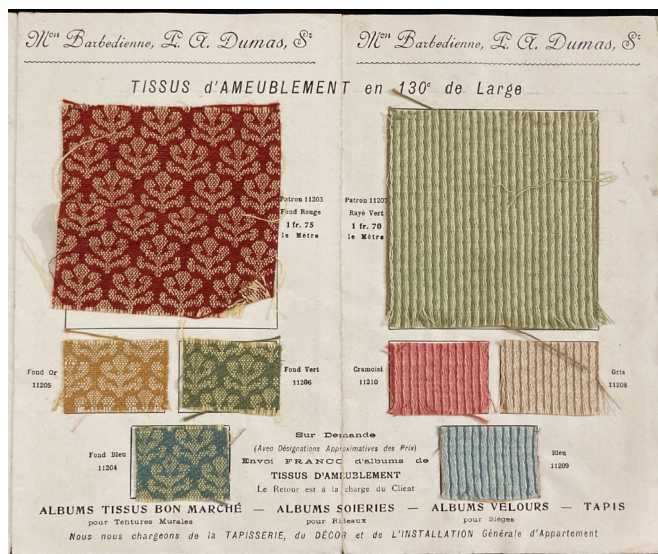 Mon Barbedienne, P. A. Dumas, Sr
Mon Barbedienne, P. A. Dumas, Sr
TISSUS d'AMEUBLEMENT en 130c de Large
Patron 11203
Fond Rouge
1 fr. 75
le Mètre
Patron 11207
Rayé Vert
1 fr. 70
le Mètre
Fond Or
11205
Fond Vert
11206
Cramoisi
11210
Gris
11208
Fond Bleu
11204
Bleu
11209
Sur Demande
(Avec Désignations Approximatives des Prix)
Envoi FRANCO d'albums de
TISSUS D'AMEUBLEMENT
Le Retour est à la charge du Client
ALBUMS TISSUS BON MARCHÉ — ALBUMS SOIERIES — ALBUMS VELOURS — TAPIS
pour Tentures Murales pour Rideaux pour Sièges
Nous nous chargeons de la TAPISSERIE, du DÉCOR et de L'INSTALLATION Générale d'Appartement